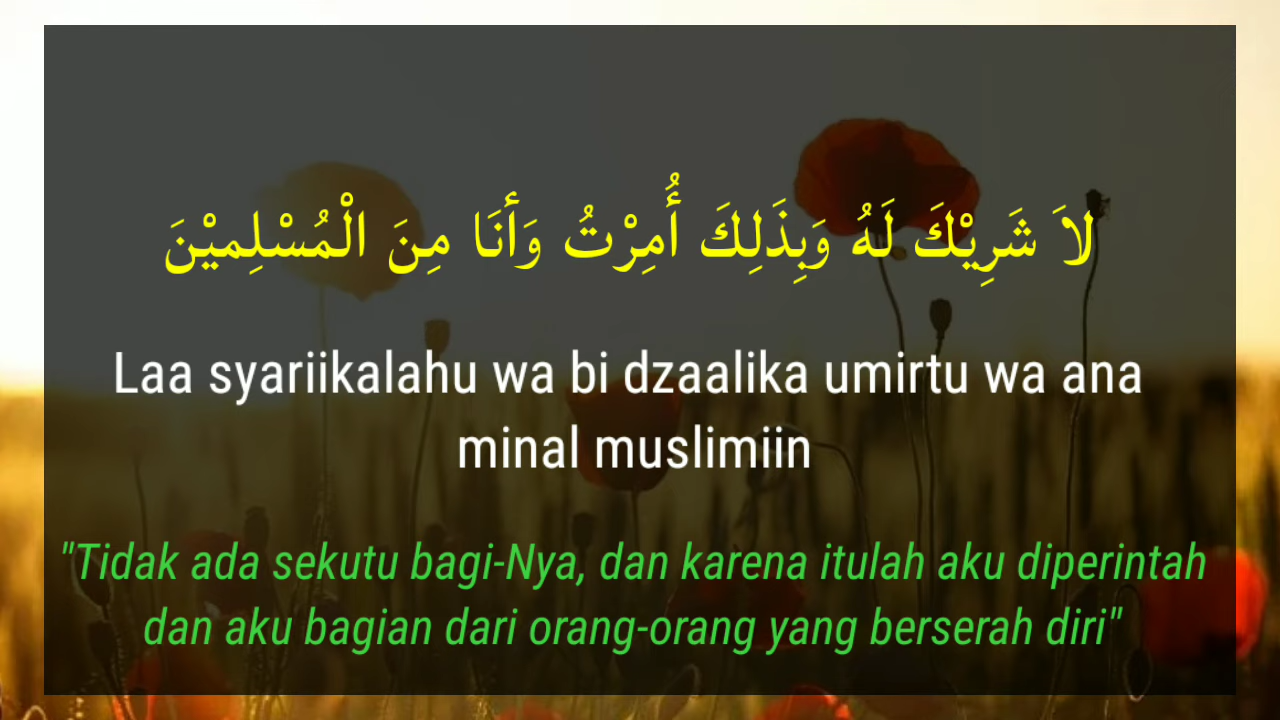 لاَ شَرِيْكَ لَهُ وَبِذَلِكَ أُمِرْتُ وَأَنَا مِنَ الْمُسْلِميْنَ
Laa syariikalahu wa bi dzaalika umirtu wa ana
minal muslimiin
"Tidak ada sekutu bagi-Nya, dan karena itulah aku diperintah
dan aku bagian dari orang-orang yang berserah diri"